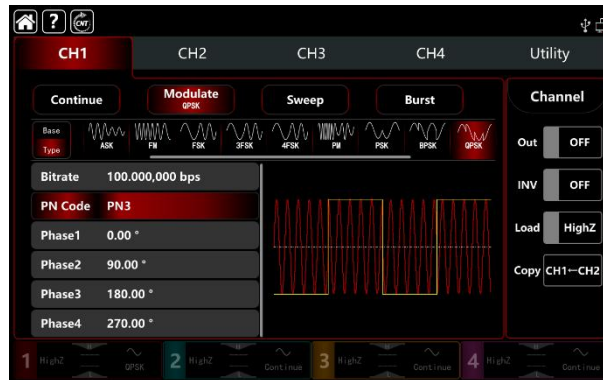 ? CNT
CH1 CH2 CH3 CH4 Utility
Continue Modulate QPSK Sweep Burst Channel
Base Type ASK FM FSK 3FSK 4FSK PM PSK BPSK QPSK
Out OFF
Bitrate 100.000,000 bps
INV OFF
PN Code PN3
Phase1 0.00 °
Load HighZ
Phase2 90.00 °
Copy CH1←CH2
Phase3 180.00 °
Phase4 270.00 °
1 HighZ QPSK 2 HighZ Continue 3 HighZ Continue 4 HighZ Continue